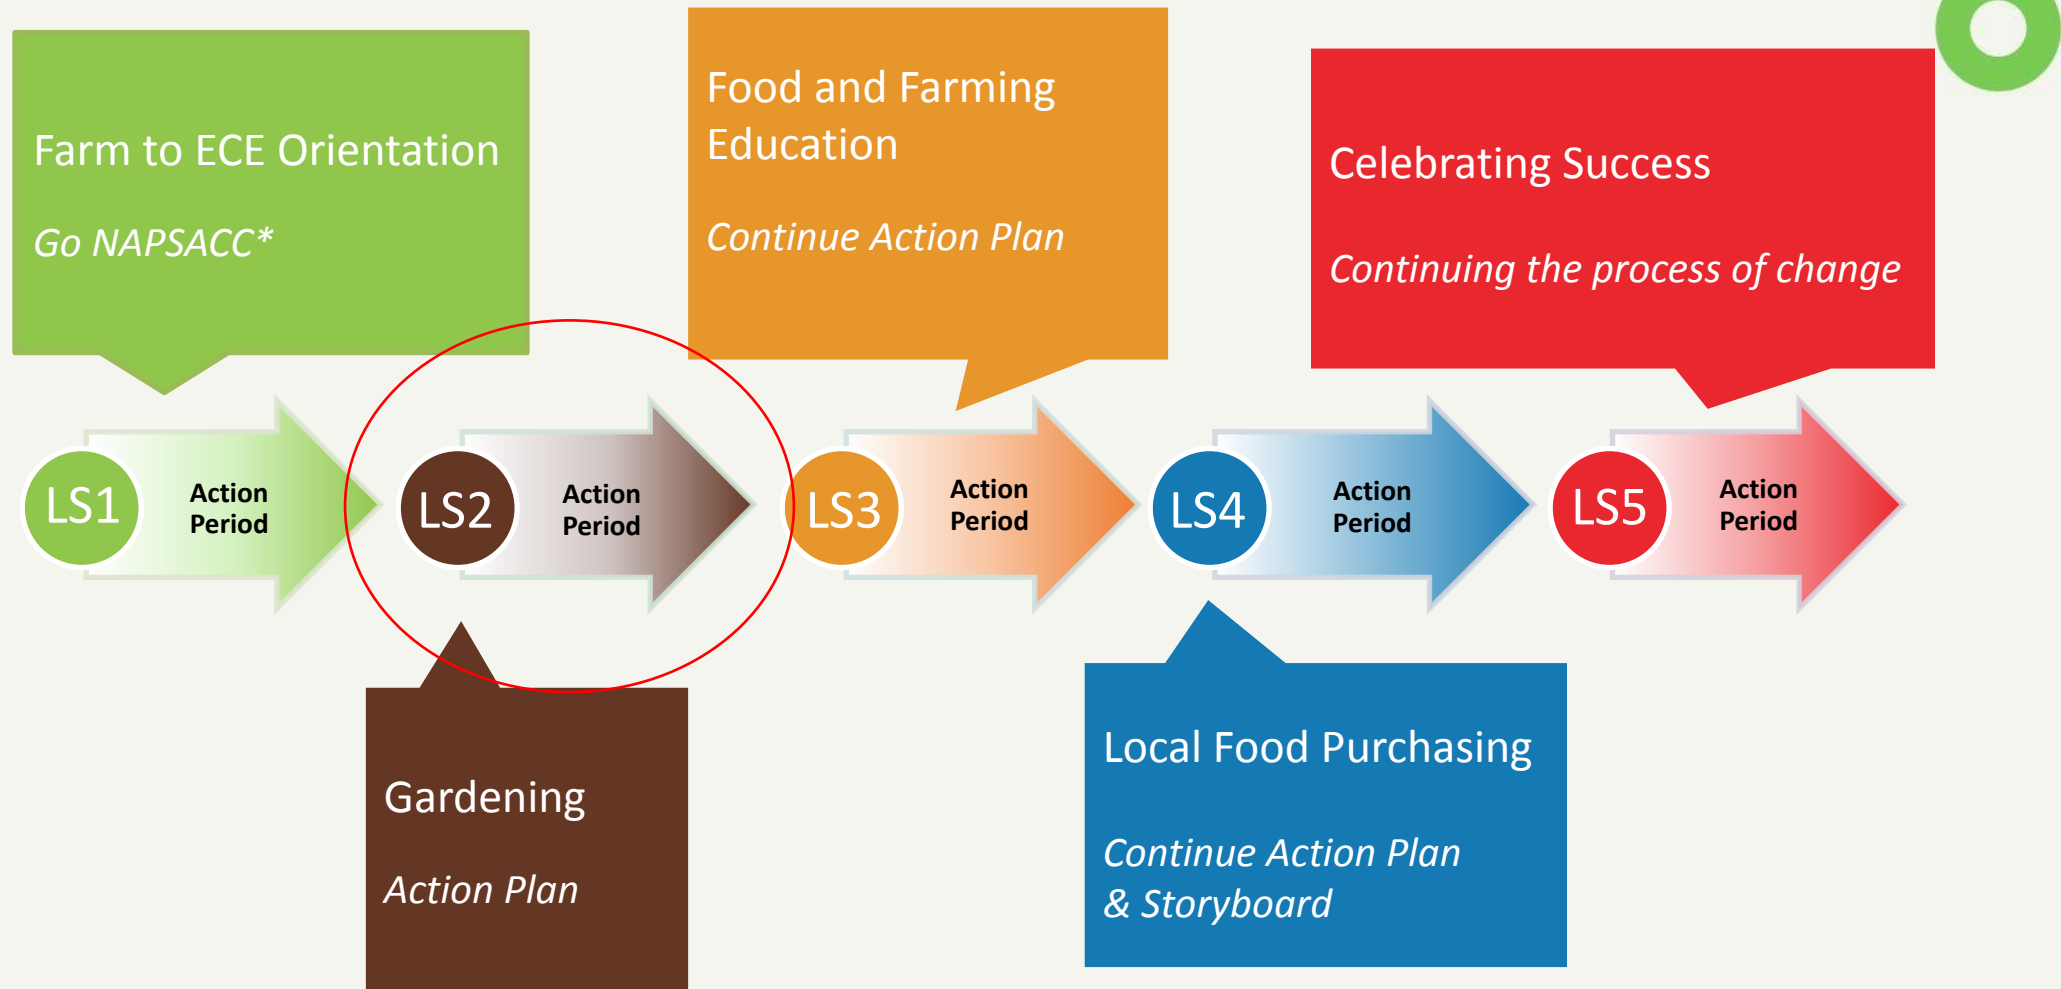 Farm to ECE Orientation
Go NAPSACC*
Food and Farming
Education
Continue Action Plan
Celebrating Success
Continuing the process of change
LS1
Action
Period
LS2
Action
Period
LS3
Action
Period
LS4
Action
Period
LS5
Action
Period
Gardening
Action Plan
Local Food Purchasing
Continue Action Plan
& Storyboard